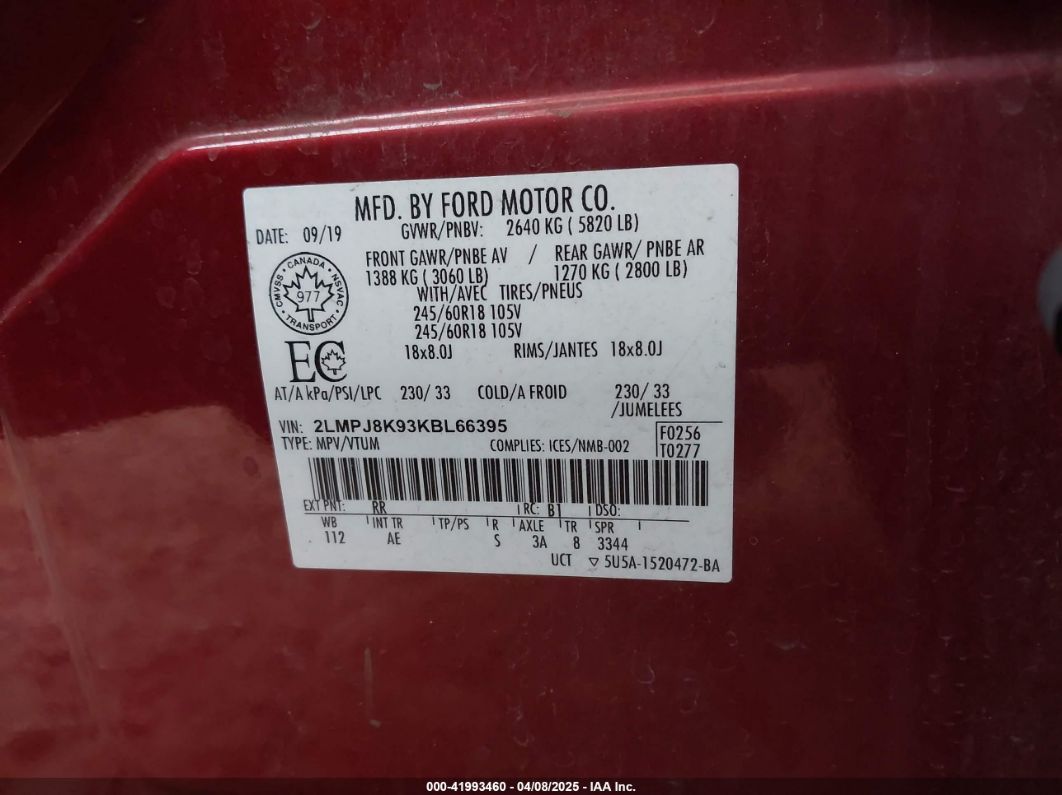 MFD. BY FORD MOTOR CO.
DATE: 09/19
GVWR/PNBV: 2640 KG ( 5820 LB)
FRONT GAWR/PNBE AV / REAR GAWR/ PNBE AR
1388 KG ( 3060 LB) 1270 KG ( 2800 LB)
WITH/AVEC TIRES/PNEUS
245/60R18 105V
245/60R18 105V
18x8.0J RIMS/JANTES 18x8.0J
CANADA
CMVSS 977 NSVAC
TRANSPORT
EC
AT/A kPa/PSI/LPC 230/ 33 COLD/A FROID 230/ 33
/JUMELEES
VIN: 2LMPJ8K93KBL66395
TYPE: MPV/VTUM COMPLIES: ICES/NMB-002
F0256
T0277
EXT PNT: RR RC: B1 DSO:
WB INT TR TP/PS R AXLE TR SPR
112 AE S 3A 8 3344
UCT ▽ 5U5A-1520472-BA
000-41993460 - 04/08/2025 - IAA Inc.